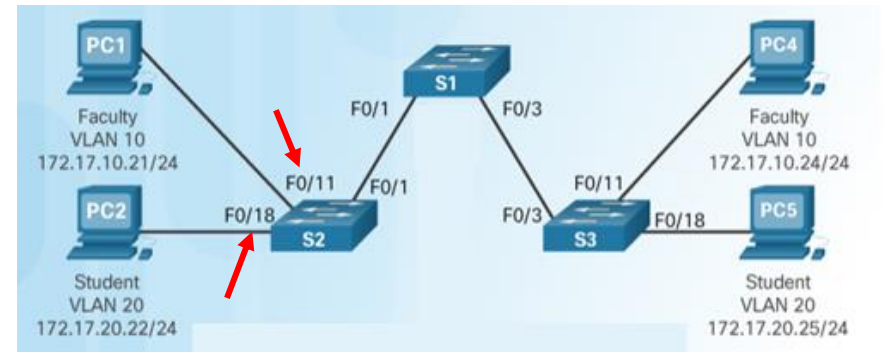 PC1
Faculty
VLAN 10
172.17.10.21/24
PC2
Student
VLAN 20
172.17.20.22/24
F0/11
F0/18
F0/1
S2
F0/1
S1
F0/3
F0/3
S3
F0/11
F0/18
PC4
Faculty
VLAN 10
172.17.10.24/24
PC5
Student
VLAN 20
172.17.20.25/24